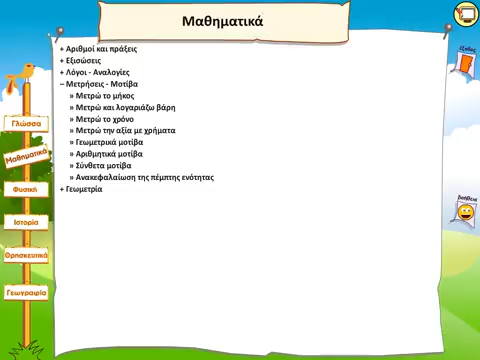 Μαθηματικά
+ Αριθμοί και πράξεις
+ Εξισώσεις
+ Λόγοι - Αναλογίες
– Μετρήσεις - Μοτίβα
» Μετρώ το μήκος
» Μετρώ και λογαριάζω βάρη
» Μετρώ το χρόνο
» Μετρώ την αξία με χρήματα
» Γεωμετρικά μοτίβα
» Αριθμητικά μοτίβα
» Σύνθετα μοτίβα
» Ανακεφαλαίωση της πέμπτης ενότητας
+ Γεωμετρία
Γλώσσα
Μαθηματικά
Φυσική
Ιστορία
Θρησκευτικά
Γεωγραφία
Έξοδος
βοήθεια